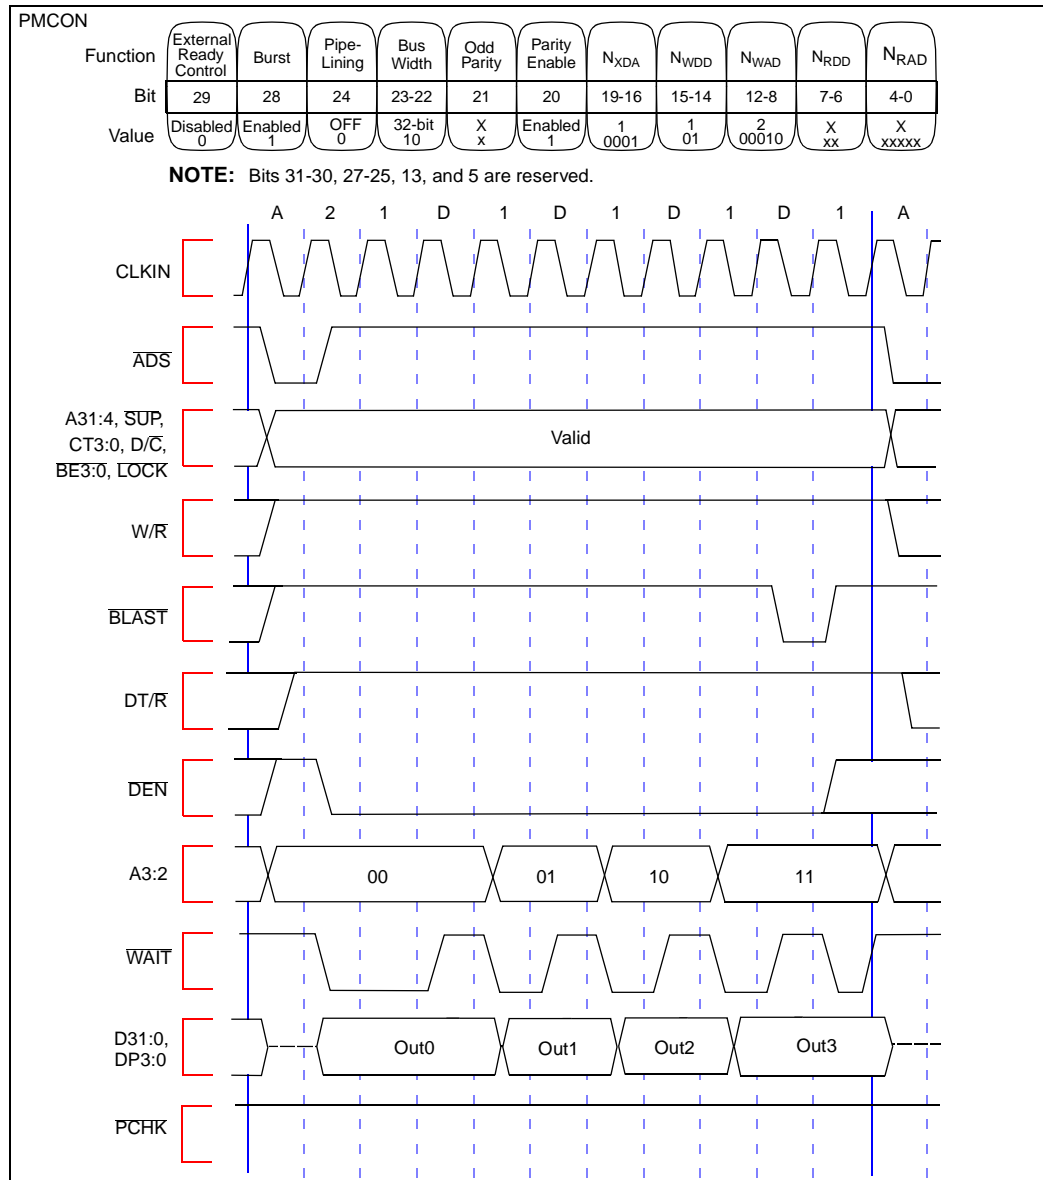 PMCON
Function External Ready Control Burst Pipe-Lining Bus Width Odd Parity Parity Enable NXDA NWDD NWAD NRDD NRAD
Bit 29 28 24 23-22 21 20 19-16 15-14 12-8 7-6 4-0
Value Disabled 0 Enabled 1 OFF 0 32-bit 10 X x Enabled 1 1 0001 1 01 2 00010 X xx X xxxxx
NOTE: Bits 31-30, 27-25, 13, and 5 are reserved.
A 2 1 D 1 D 1 D 1 D 1 A
CLKIN
ADS
A31:4, SUP,
CT3:0, D/C,
BE3:0, LOCK
Valid
W/R
BLAST
DT/R
DEN
A3:2 00 01 10 11
WAIT
D31:0,
DP3:0
Out0 Out1 Out2 Out3
PCHK